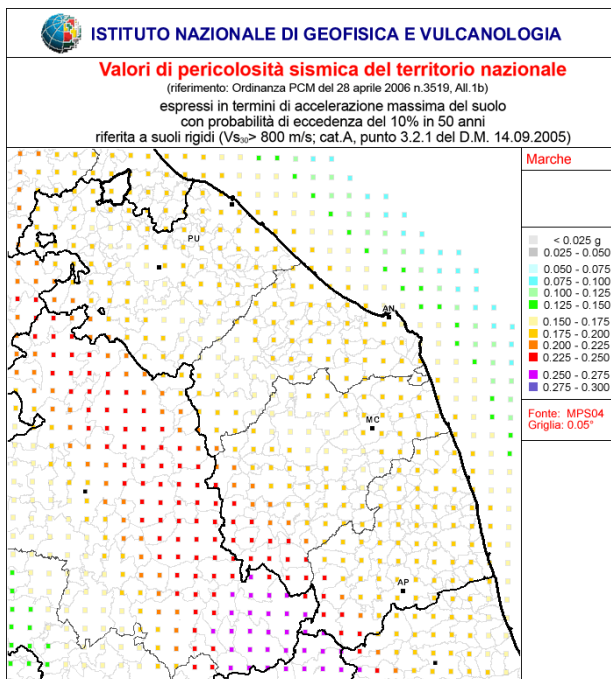 ISTITUTO NAZIONALE DI GEOFISICA E VULCANOLOGIA
Valori di pericolosità sismica del territorio nazionale
(riferimento: Ordinanza PCM del 28 aprile 2006 n.3519, All.1b)
espressi in termini di accelerazione massima del suolo
con probabilità di eccedenza del 10% in 50 anni
riferita a suoli rigidi (Vs30> 800 m/s; cat.A, punto 3.2.1 del D.M. 14.09.2005)
Marche
PU
AN
MC
AP
< 0.025 g
0.025 - 0.050
0.050 - 0.075
0.075 - 0.100
0.100 - 0.125
0.125 - 0.150
0.150 - 0.175
0.175 - 0.200
0.200 - 0.225
0.225 - 0.250
0.250 - 0.275
0.275 - 0.300
Fonte: MPS04
Griglia: 0.05°